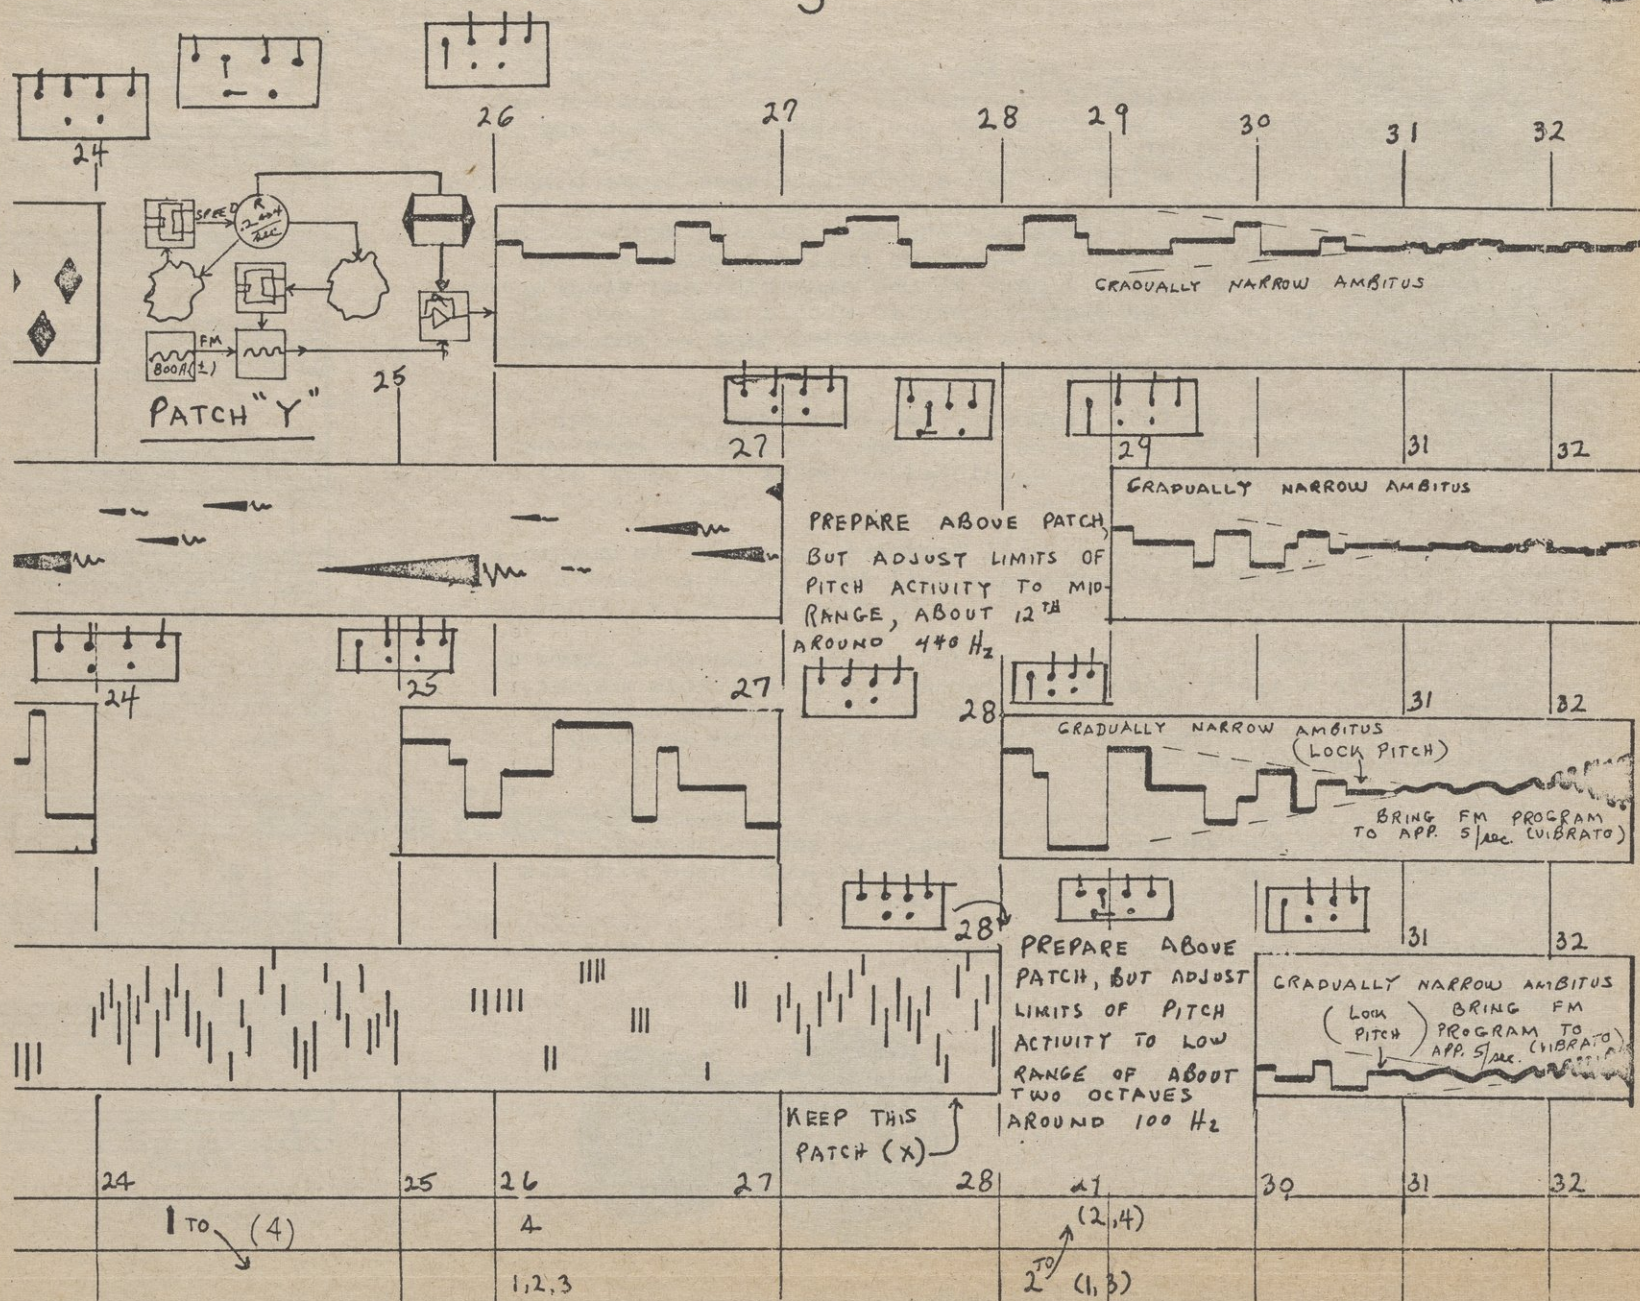 24
26
27
28
29
30
31
32
SPEED
R
FM
PATCH "Y"
25
GRADUALLY NARROW AMBITUS
27
29
31
32
PREPARE ABOVE PATCH,
BUT ADJUST LIMITS OF
PITCH ACTIVITY TO MID-
RANGE, ABOUT 12TH
AROUND 440 Hz
GRADUALLY NARROW AMBITUS
24
25
27
28
31
32
GRADUALLY NARROW AMBITUS
(LOCK PITCH)
BRING FM PROGRAM
TO APP. 5/sec. (VIBRATO)
28
31
32
PREPARE ABOVE
PATCH, BUT ADJUST
LIMITS OF PITCH
ACTIVITY TO LOW
RANGE OF ABOUT
TWO OCTAVES
AROUND 100 Hz
GRADUALLY NARROW AMBITUS
(LOCK PITCH)
BRING FM
PROGRAM TO
APP. 5/sec. (VIBRATO)
KEEP THIS
PATCH (X)
24
25
26
27
28
29
30
31
32
1 TO (4)
4
(2,4)
1,2,3
2 TO (1,3)